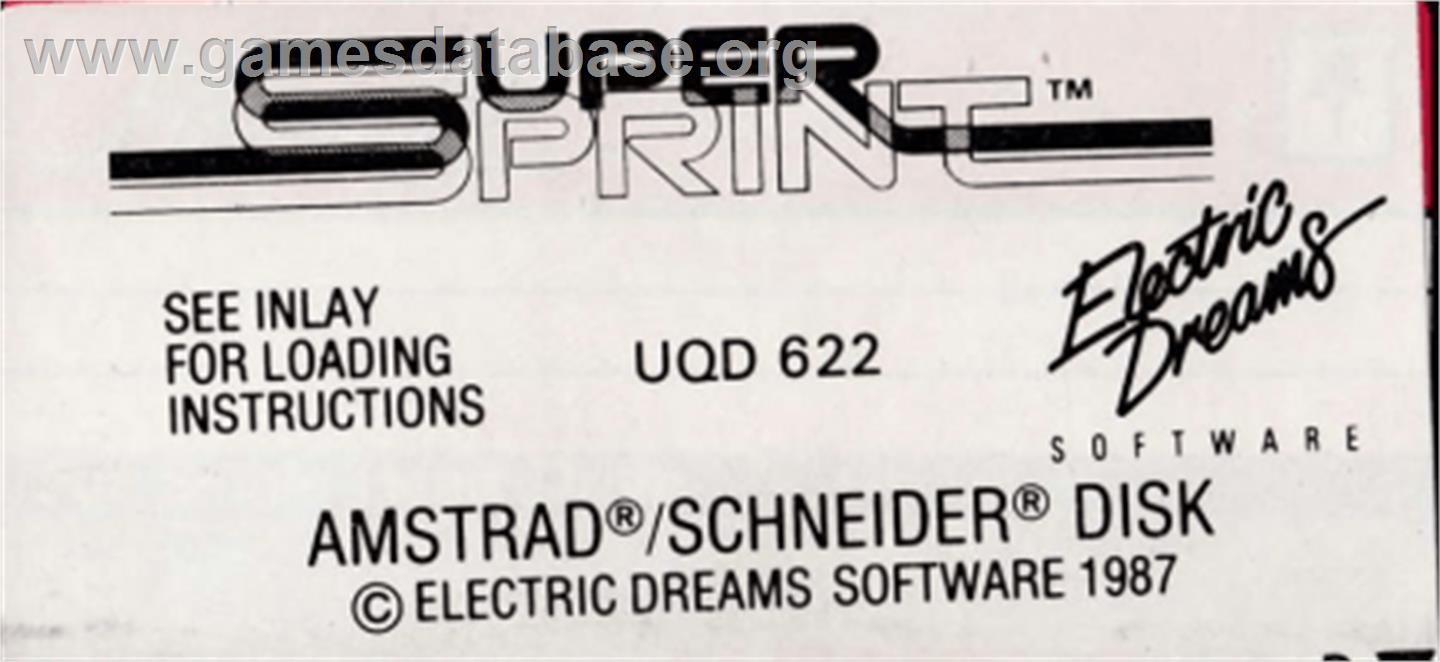 www.gamesdatabase.org
SUPER
SPRINT™
Electric
Dreams
SOFTWARE
SEE INLAY
FOR LOADING
INSTRUCTIONS
UQD 622
AMSTRAD®/SCHNEIDER® DISK
© ELECTRIC DREAMS SOFTWARE 1987